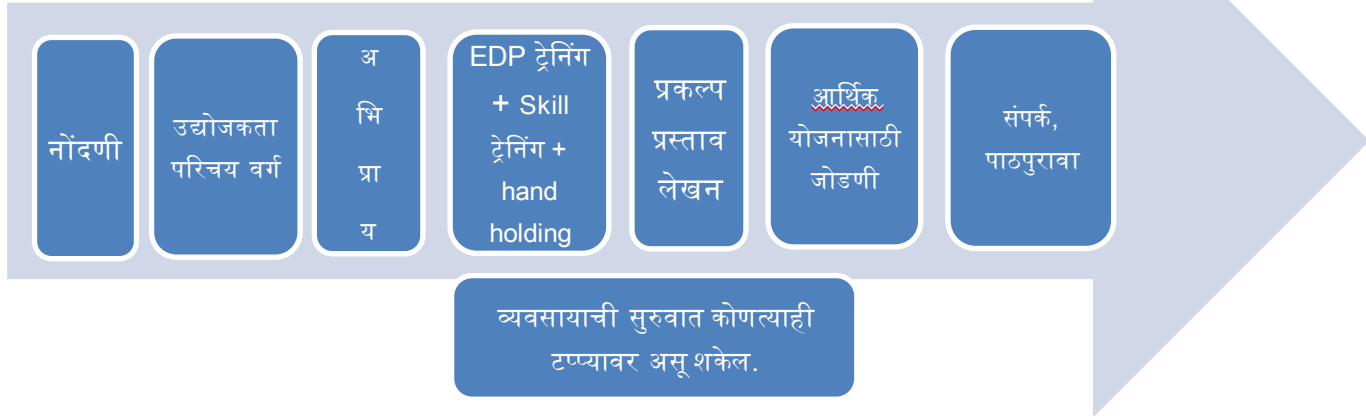 नोंदणी
उद्योजकता
परिचय वर्ग
अ
भि
प्रा
य
EDP ट्रेनिंग
+ Skill
ट्रेनिंग +
hand
holding
प्रकल्प
प्रस्ताव
लेखन
आर्थिक
योजनासाठी
जोडणी
संपर्क,
पाठपुरावा
व्यवसायाची सुरुवात कोणत्याही
टप्प्यावर असू शकेल.